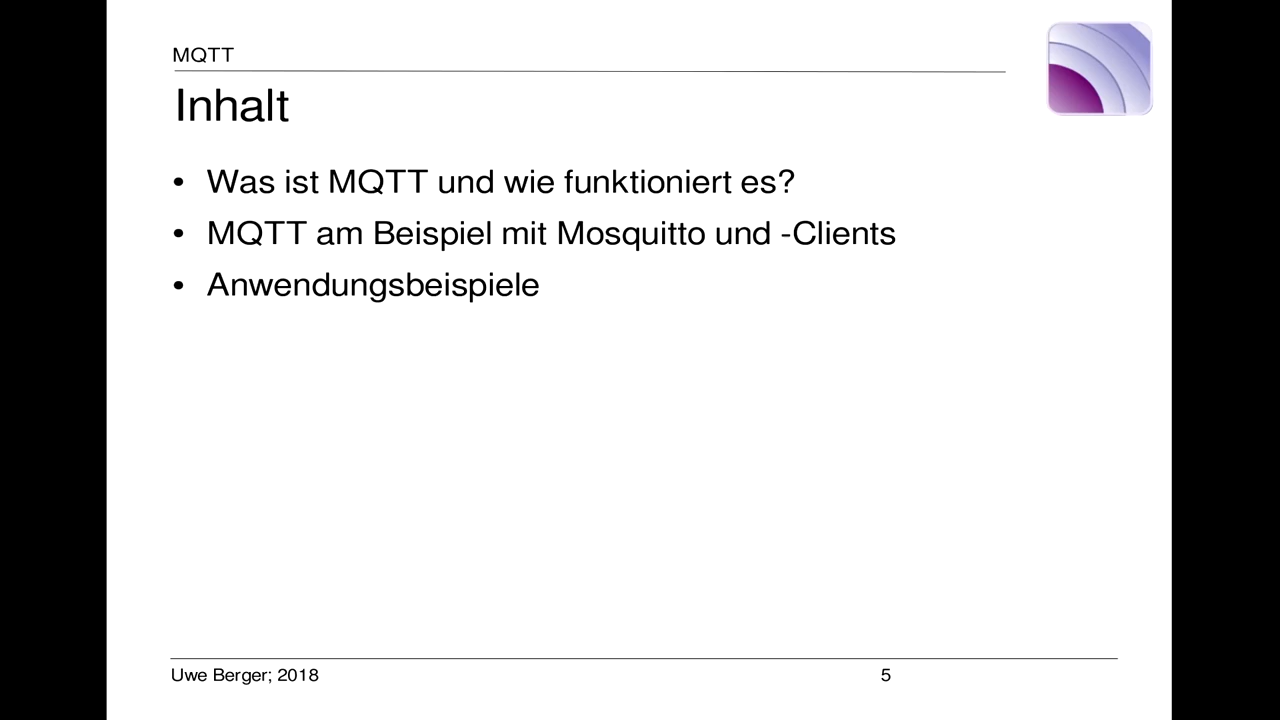 MQTT
Inhalt
• Was ist MQTT und wie funktioniert es?
• MQTT am Beispiel mit Mosquitto und -Clients
• Anwendungsbeispiele
Uwe Berger; 2018
5